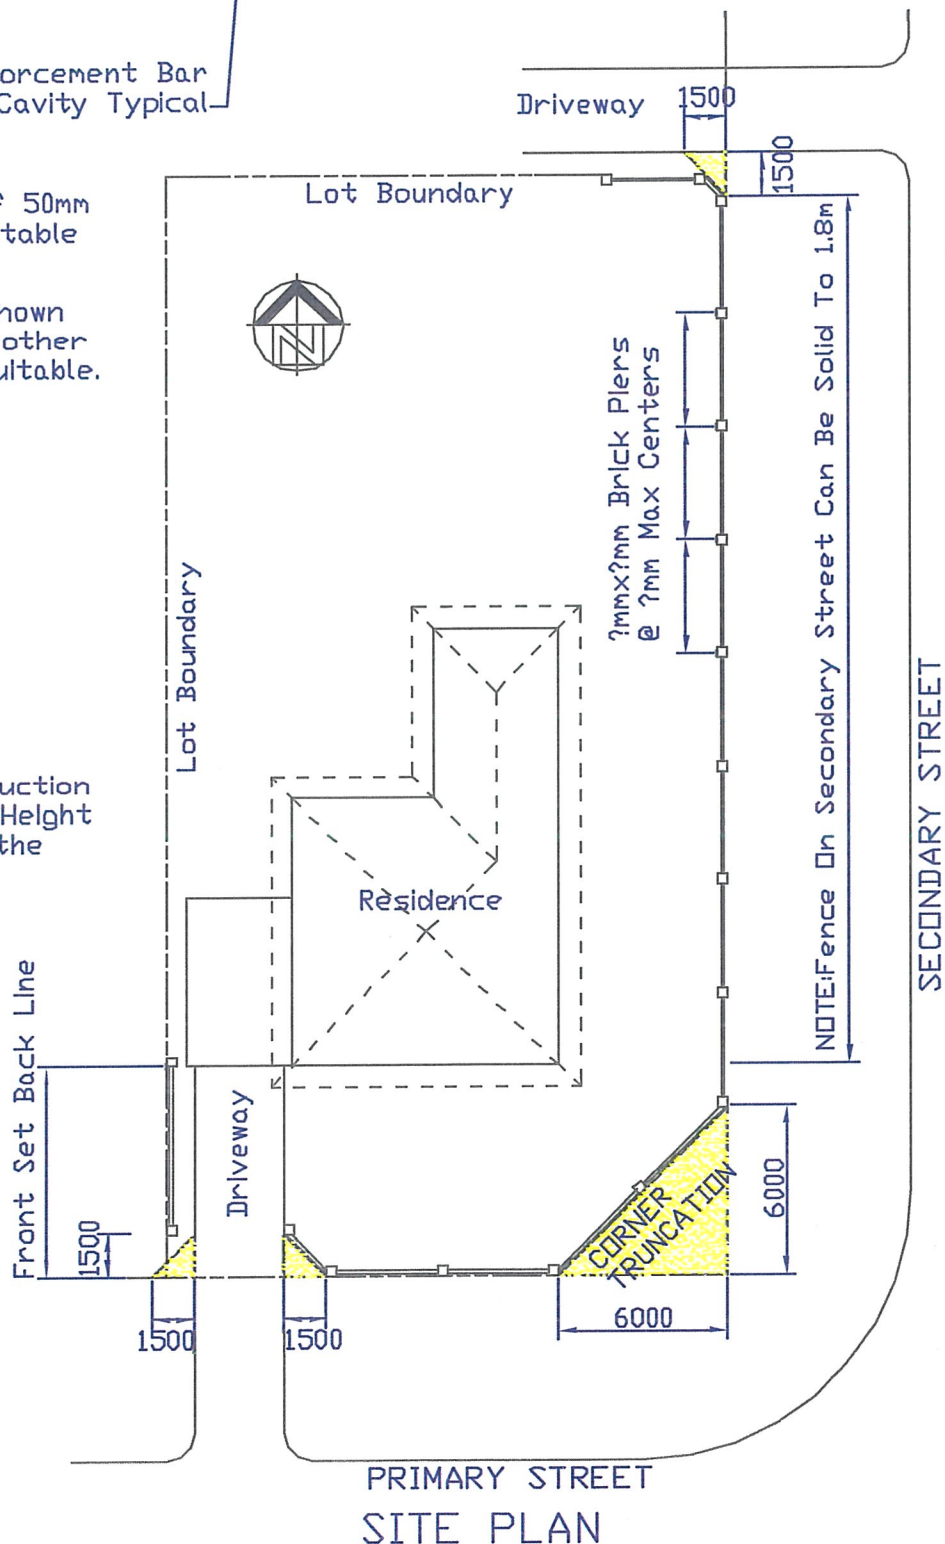 orcement Bar
Cavity Typical
Driveway
1500
1500
Lot Boundary
50mm
table
nown
other
uitable.
N
?mmx?mm Brick Piers
@ ?mm Max Centers
NOTE:Fence On Secondary Street Can Be Solid To 1.8m
SECONDARY STREET
Lot Boundary
uction
Height
the
Residence
Front Set Back Line
Driveway
1500
CORNER
TRUNCATION
6000
1500
1500
6000
PRIMARY STREET
SITE PLAN